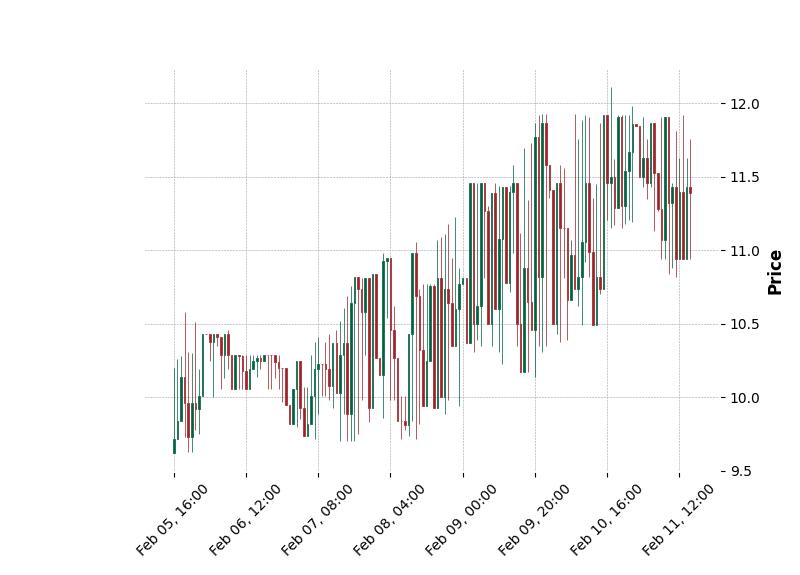 12.0
11.5
11.0
10.5
10.0
9.5
Price
Feb 05, 16:00
Feb 06, 12:00
Feb 07, 08:00
Feb 08, 04:00
Feb 09, 00:00
Feb 09, 20:00
Feb 10, 16:00
Feb 11, 12:00